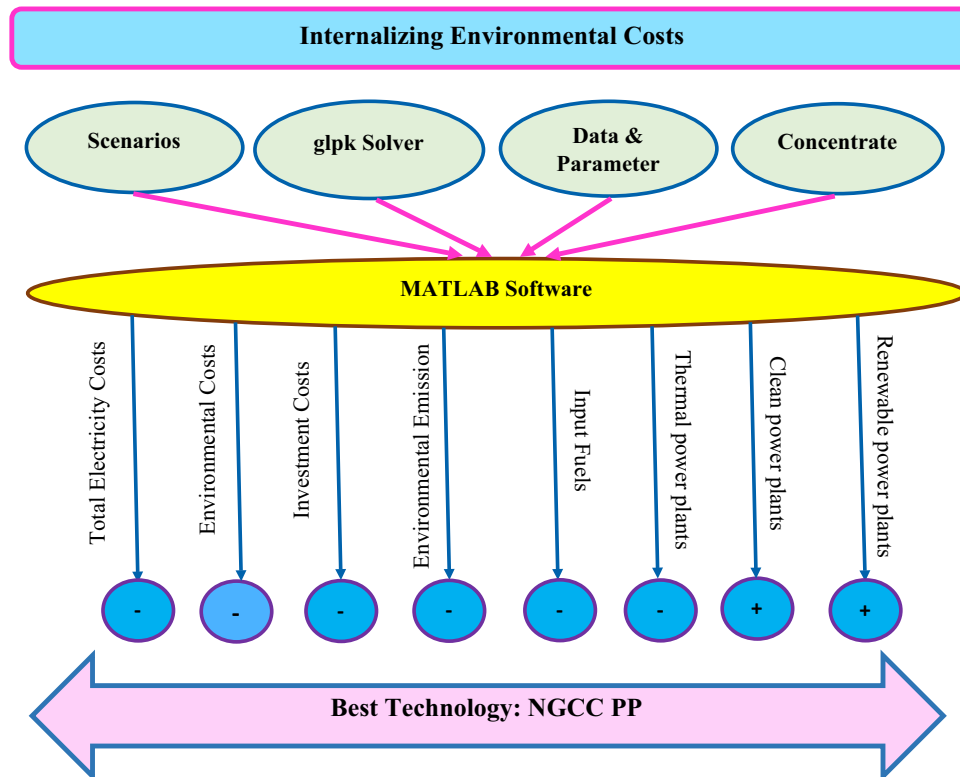 Internalizing Environmental Costs
Scenarios
glpk Solver
Data &
Parameter
Concentrate
MATLAB Software
Total Electricity Costs
Environmental Costs
Investment Costs
Environmental Emission
Input Fuels
Thermal power plants
Clean power plants
Renewable power plants
-
-
-
-
-
-
+
+
Best Technology: NGCC PP